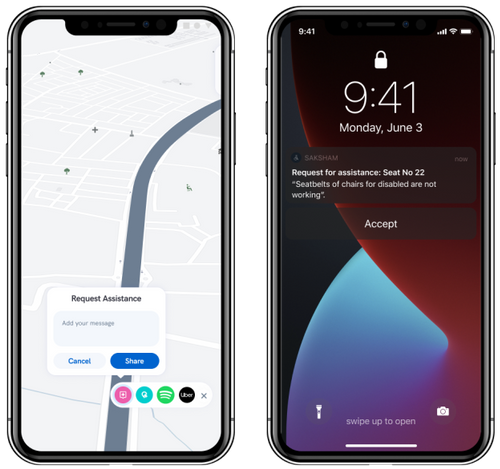 Request Assistance
Add your message
Cancel
Share
Uber
9:41
9:41
Monday, June 3
SAKSHAM
now
Request for assistance: Seat No 22
“Seatbelts of chairs for disabled are not
working”.
Accept
swipe up to open